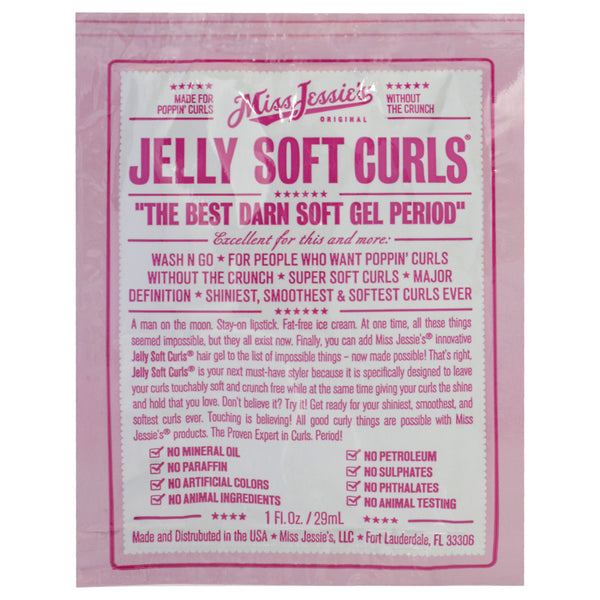 ★★★★★
MADE FOR
POPPIN' CURLS
Miss Jessie's
ORIGINAL
★★★★★
WITHOUT
THE CRUNCH
JELLY SOFT CURLS®
★★★★★★
"THE BEST DARN SOFT GEL PERIOD"
Excellent for this and more:
WASH N GO ★ FOR PEOPLE WHO WANT POPPIN' CURLS
WITHOUT THE CRUNCH ★ SUPER SOFT CURLS ★ MAJOR
DEFINITION ★ SHINIEST, SMOOTHEST & SOFTEST CURLS EVER
★★★★★★
A man on the moon. Stay-on lipstick. Fat-free ice cream. At one time, all these things
seemed impossible, but they all exist now. Finally, you can add Miss Jessie's® innovative
Jelly Soft Curls® hair gel to the list of impossible things – now made possible! That's right,
Jelly Soft Curls® is your next must-have styler because it is specifically designed to leave
your curls touchably soft and crunch free while at the same time giving your curls the shine
and hold that you love. Don't believe it? Try it! Get ready for your shiniest, smoothest, and
softest curls ever. Touching is believing! All good curly things are possible with Miss
Jessie's® products. The Proven Expert in Curls. Period!
NO MINERAL OIL
NO PARAFFIN
NO ARTIFICIAL COLORS
NO ANIMAL INGREDIENTS
NO PETROLEUM
NO SULPHATES
NO PHTHALATES
NO ANIMAL TESTING
★★★★ 1 Fl.Oz. / 29mL ★★★★
Made and Distrubuted in the USA ★ Miss Jessie's, LLC ★ Fort Lauderdale, FL 33306